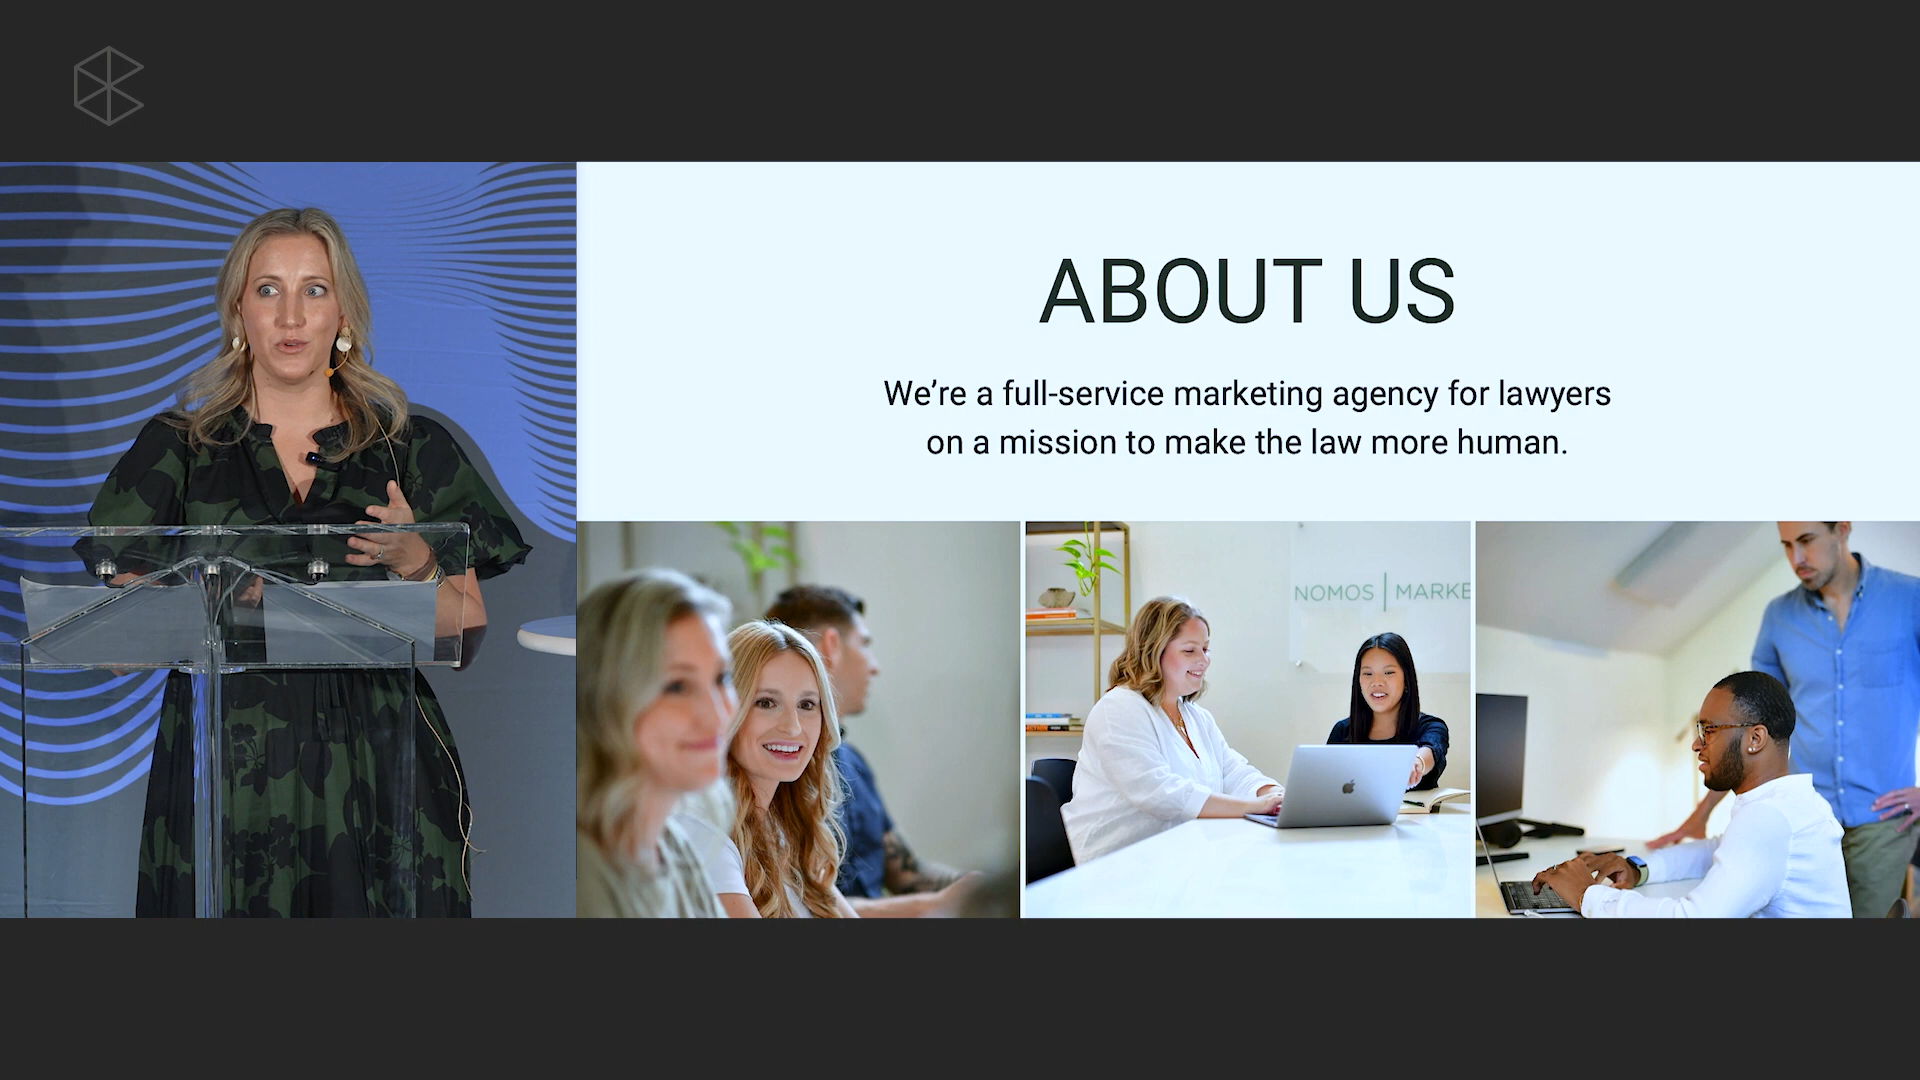 ABOUT US
We’re a full-service marketing agency for lawyers
on a mission to make the law more human.
NOMOS | MARKE